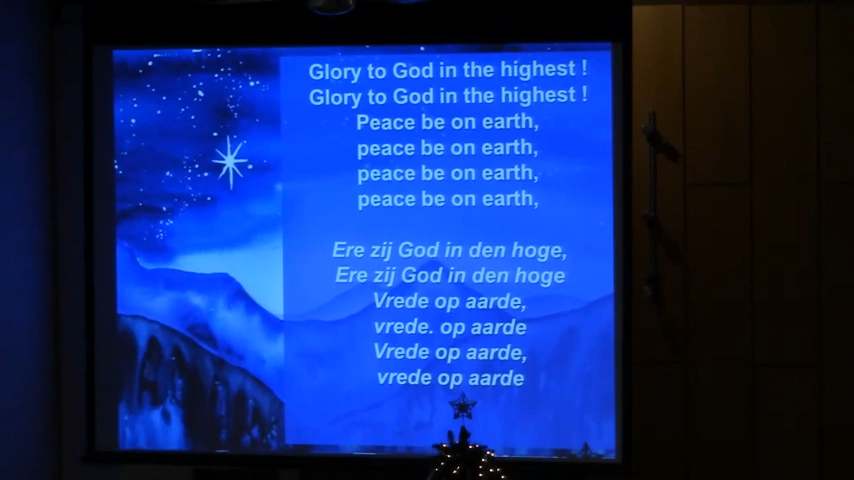 Glory to God in the highest !
Glory to God in the highest !
Peace be on earth,
peace be on earth,
peace be on earth,
peace be on earth,
Ere zij God in den hoge,
Ere zij God in den hoge
Vrede op aarde,
vrede. op aarde
Vrede op aarde,
vrede op aarde